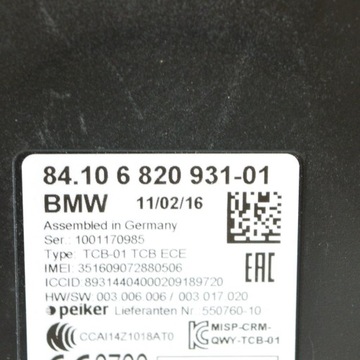 84.10 6 820 931-01
BMW 11/02/16
Assembled in Germany
Ser.: 1001170985
Type: TCB-01 TCB ECE
IMEI: 351609072880506
ICCID: 89314404000209189720
HW/SW 003 006 006 / 003 017 020
peiker Lieferanten Nr.: 550760-10
CCAI14Z1018AT0
MISP-CRM-
QWY-TCB-01
EAC